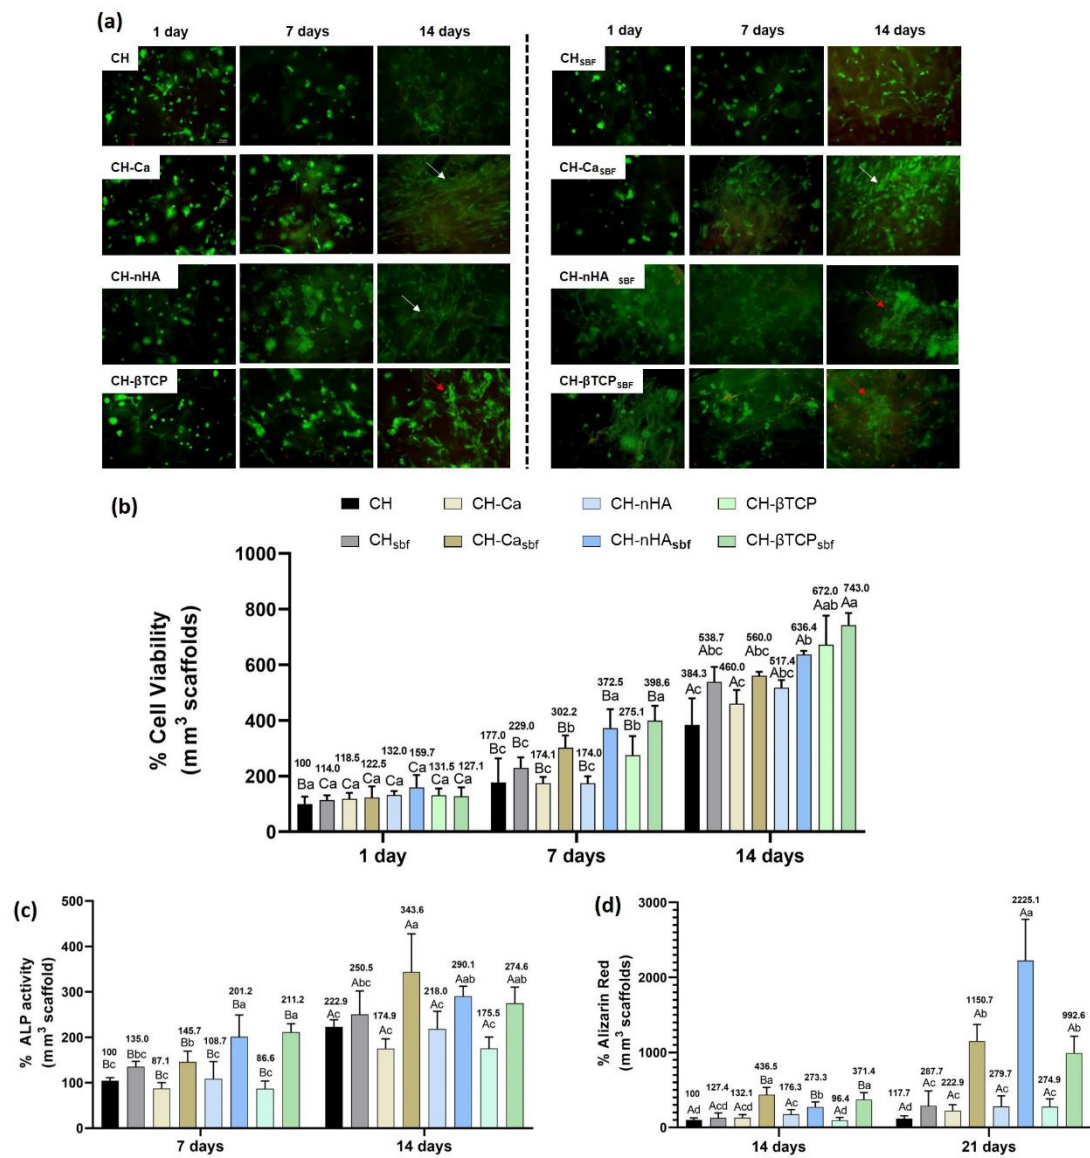 (a)
1 day 7 days 14 days 1 day 7 days 14 days
CH CHSBF
CH-Ca CH-CaSBF
CH-nHA CH-nHA SBF
CH-βTCP CH-βTCPSBF
(b)
CH CH-Ca CH-nHA CH-βTCP
CHsbf CH-Casbf CH-nHAsbf CH-βTCPsbf
% Cell Viability
(mm³ scaffolds)
1000
800
600
400
200
0
100 114.0 118.5 122.5 132.0 159.7 131.5 127.1
Ba Ca Ca Ca Ca Ca Ca Ca
177.0 229.0 174.1 302.2 174.0 372.5 275.1 398.6
Bc Bc Bc Bb Bc Ba Bb Ba
384.3 538.7 460.0 560.0 517.4 636.4 672.0 743.0
Ac Abc Ac Abc Abc Ab Aab Aa
1 day 7 days 14 days
(c)
% ALP activity
(mm³ scaffold)
500
400
300
200
100
0
100 135.0 87.1 145.7 108.7 201.2 86.6 211.2
Bc Bbc Bc Bb Bc Ba Bc Ba
222.9 250.5 174.9 343.6 218.0 290.1 175.5 274.6
Ac Abc Ac Aa Ac Aab Ac Aab
7 days 14 days
(d)
% Alizarin Red
(mm³ scaffolds)
3000
2000
1000
0
100 127.4 132.1 436.5 176.3 273.3 96.4 371.4
Ad Acd Acd Ba Ac Bb Ad Ba
117.7 287.7 222.9 1150.7 279.7 2225.1 274.9 992.6
Ad Ac Ac Ab Ac Aa Ac Ab
14 days 21 days